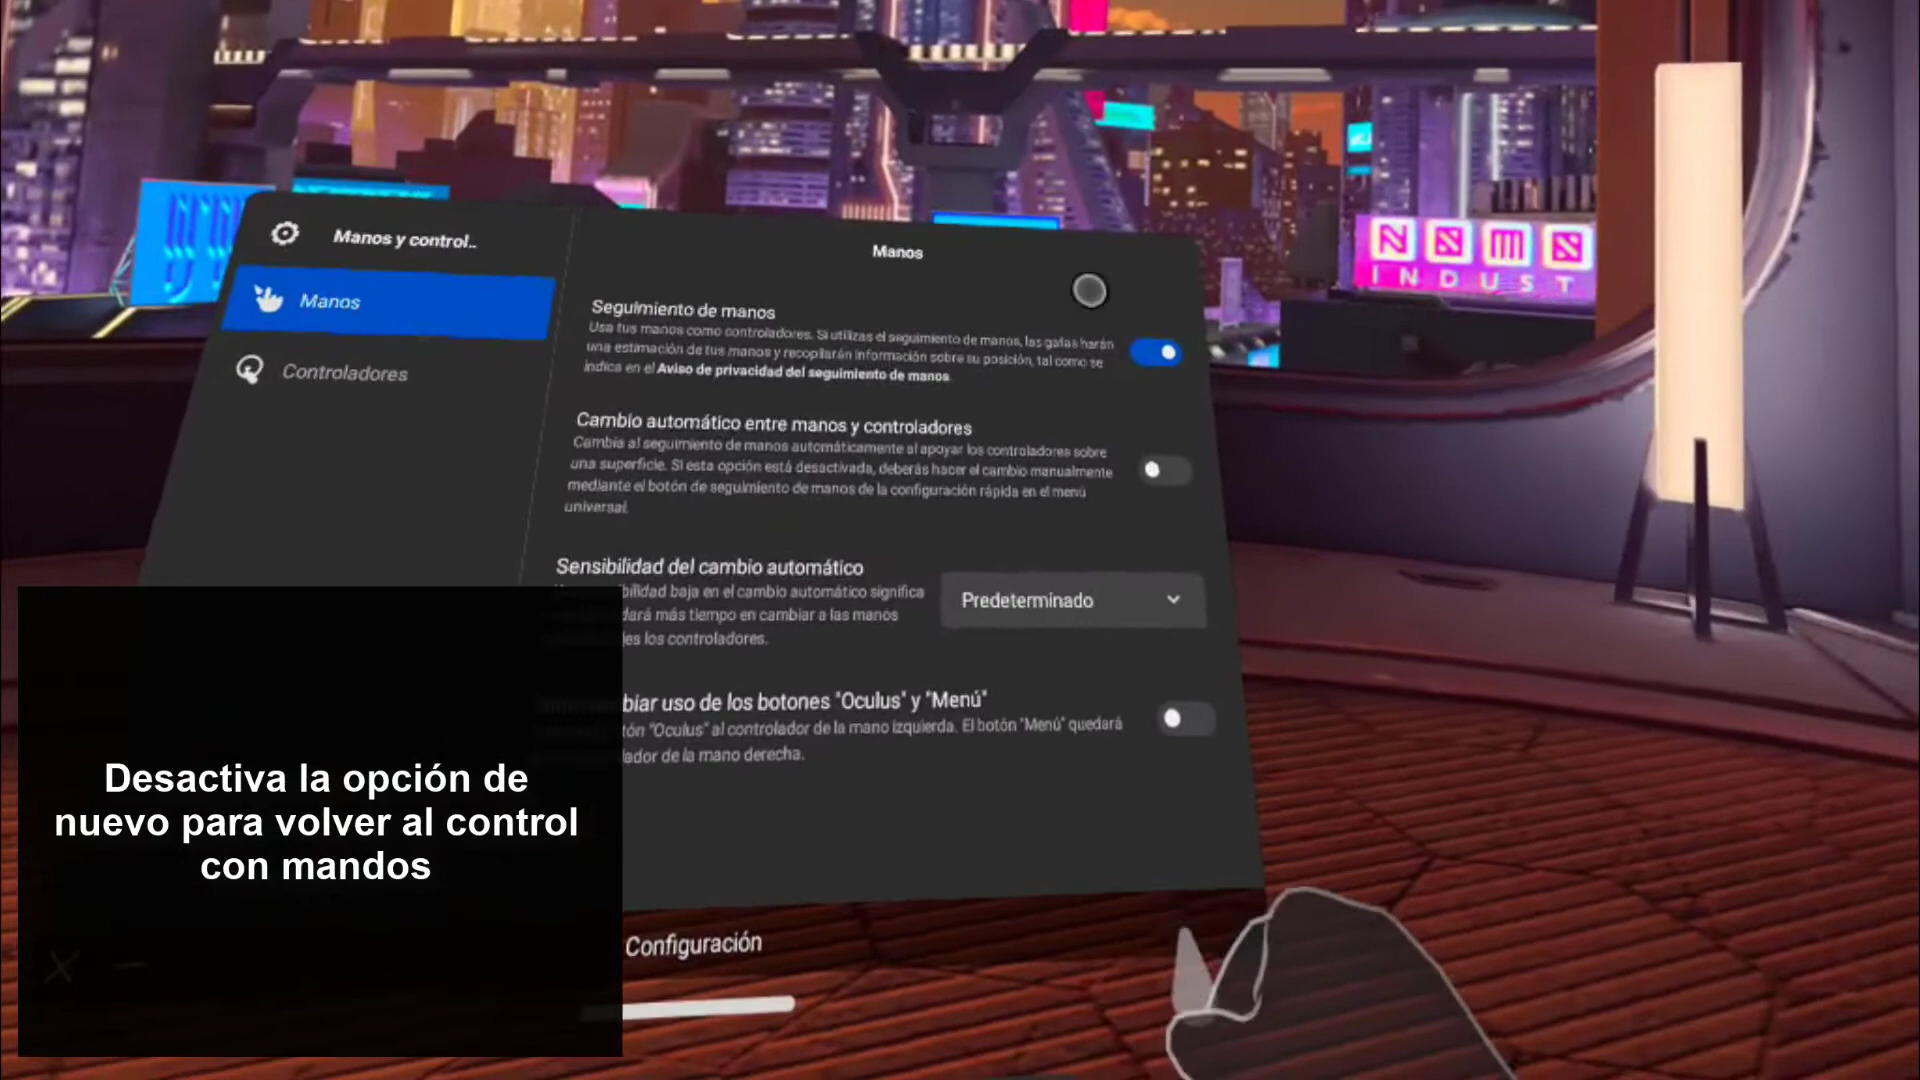 Manos y control..
Manos
Controladores
Manos
Seguimiento de manos
Usa tus manos como controladores. Si utilizas el seguimiento de manos, las gafas harán
una estimación de tus manos y recopilarán información sobre su posición, tal como se
indica en el Aviso de privacidad del seguimiento de manos.
Cambio automático entre manos y controladores
Cambia al seguimiento de manos automáticamente al apoyar los controladores sobre
una superficie. Si esta opción está desactivada, deberás hacer el cambio manualmente
mediante el botón de seguimiento de manos de la configuración rápida en el menú
universal.
Sensibilidad del cambio automático
bilidad baja en el cambio automático significa
dará más tiempo en cambiar a las manos
les los controladores.
Predeterminado
biar uso de los botones "Oculus" y "Menú"
tón "Oculus" al controlador de la mano izquierda. El botón "Menú" quedará
ador de la mano derecha.
Configuración
Desactiva la opción de
nuevo para volver al control
con mandos
INDUST